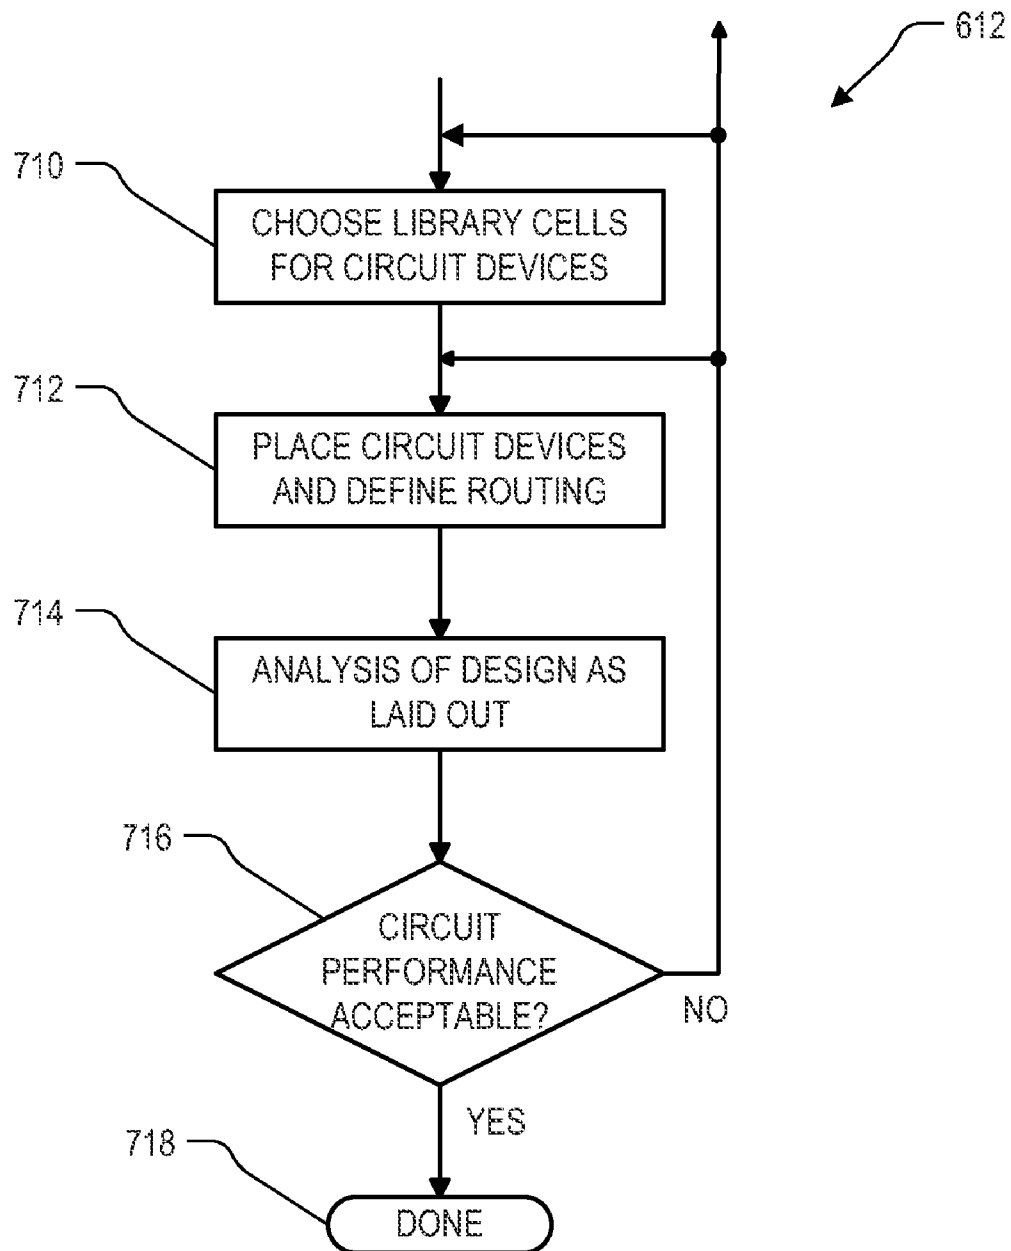 612
710
CHOOSE LIBRARY CELLS
FOR CIRCUIT DEVICES
712
PLACE CIRCUIT DEVICES
AND DEFINE ROUTING
714
ANALYSIS OF DESIGN AS
LAID OUT
716
CIRCUIT
PERFORMANCE
ACCEPTABLE?
NO
YES
718
DONE